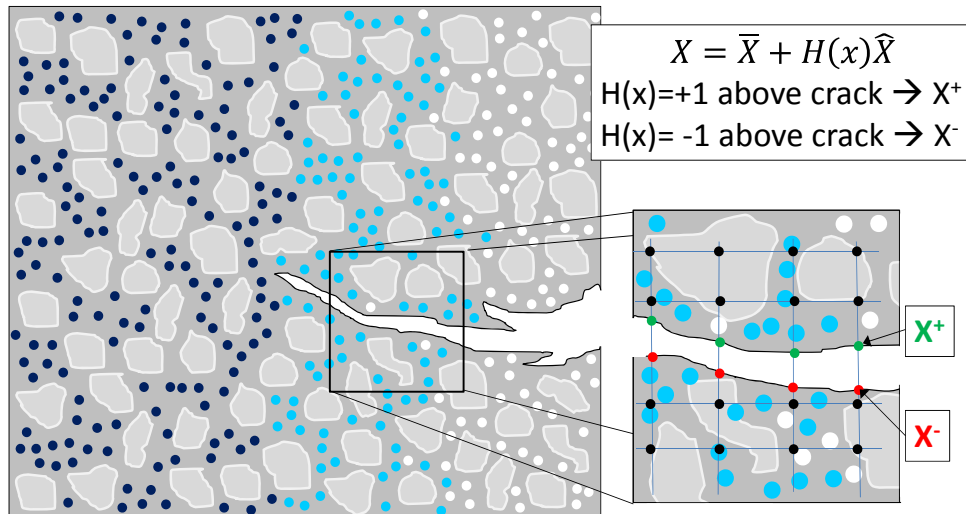 X = X̅ + H(x)X̂
H(x)=+1 above crack → X⁺
H(x)= -1 above crack → X⁻
X⁺
X⁻